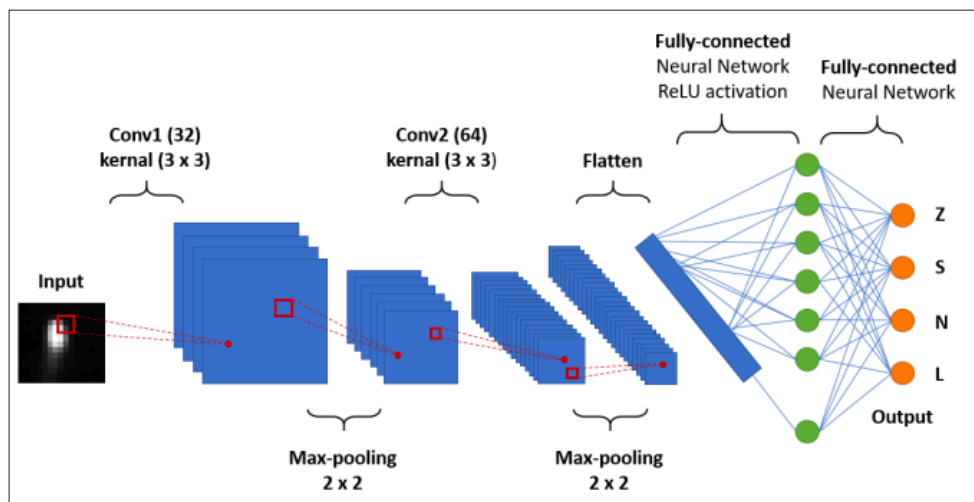 Fully-connected
Neural Network
ReLU activation
Fully-connected
Neural Network
Conv1 (32)
kernal (3 x 3)
Conv2 (64)
kernal (3 x 3)
Flatten
Input
Z
S
N
L
Output
Max-pooling
2 x 2
Max-pooling
2 x 2